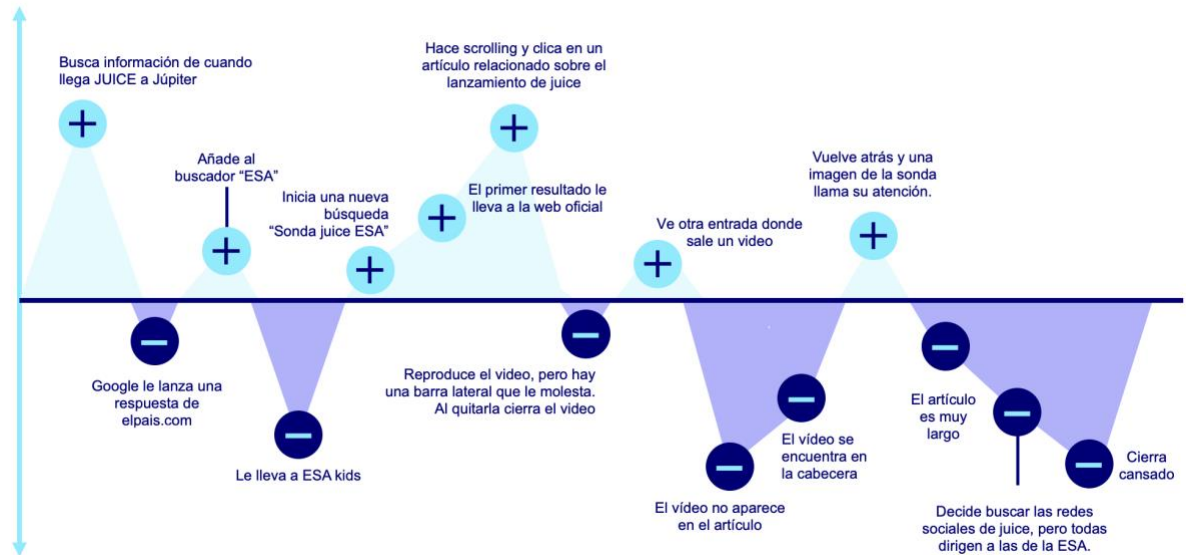 Busca información de cuando
llega JUICE a Júpiter
Google le lanza una
respuesta de
elpais.com
Añade al
buscador “ESA”
Le lleva a ESA kids
Inicia una nueva
búsqueda
“Sonda juice ESA”
El primer resultado le
lleva a la web oficial
Hace scrolling y clica en un
artículo relacionado sobre el
lanzamiento de juice
Reproduce el video, pero hay
una barra lateral que le molesta.
Al quitarla cierra el video
Ve otra entrada donde
sale un video
El vídeo no aparece
en el artículo
El vídeo se
encuentra en
la cabecera
Vuelve atrás y una
imagen de la sonda
llama su atención.
El artículo
es muy
largo
Decide buscar las redes
sociales de juice, pero todas
dirigen a las de la ESA.
Cierra
cansado